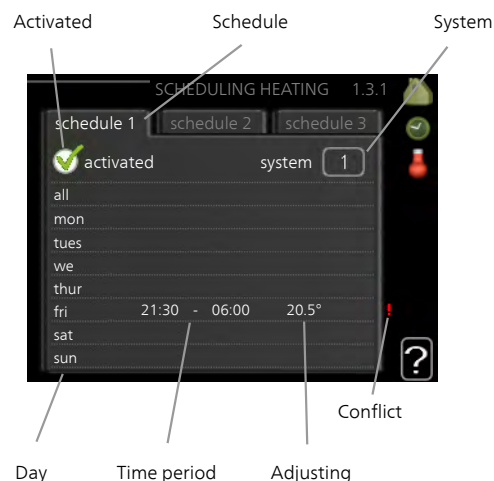 Activated Schedule System
SCHEDULING HEATING 1.3.1
schedule 1 schedule 2 schedule 3
activated system 1
all
mon
tues
we
thur
fri 21:30 - 06:00 20.5° !
sat
sun
?
Conflict
Day Time period Adjusting